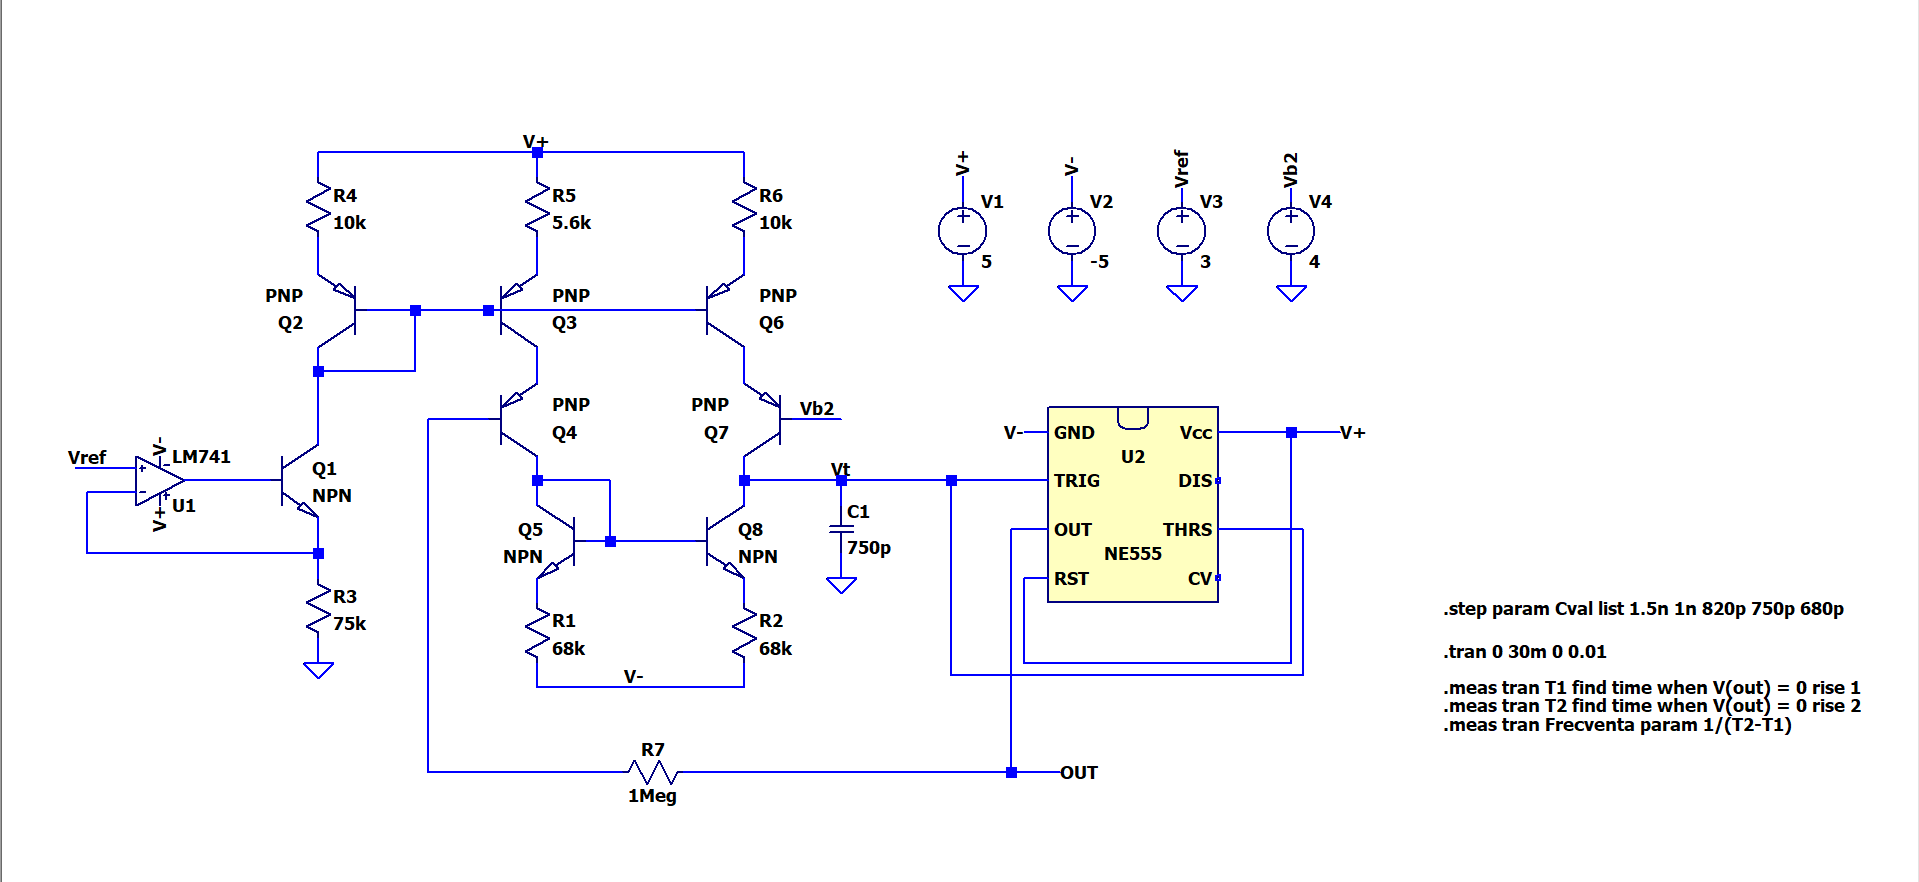 V+
R4
10k
R5
5.6k
R6
10k
V+
V1
5
V-
V2
-5
Vref
V3
3
Vb2
V4
4
PNP
Q2
PNP
Q3
PNP
Q6
PNP
Q4
PNP
Q7
Vb2
Vref
V-
LM741
U1
V+
Q1
NPN
Vt
C1
750p
Q5
NPN
Q8
NPN
R3
75k
R1
68k
R2
68k
V-
V-
GND
Vcc
V+
U2
TRIG
DIS
OUT
THRS
NE555
RST
CV
R7
1Meg
OUT
.step param Cval list 1.5n 1n 820p 750p 680p
.tran 0 30m 0 0.01
.meas tran T1 find time when V(out) = 0 rise 1
.meas tran T2 find time when V(out) = 0 rise 2
.meas tran Frecventa param 1/(T2-T1)